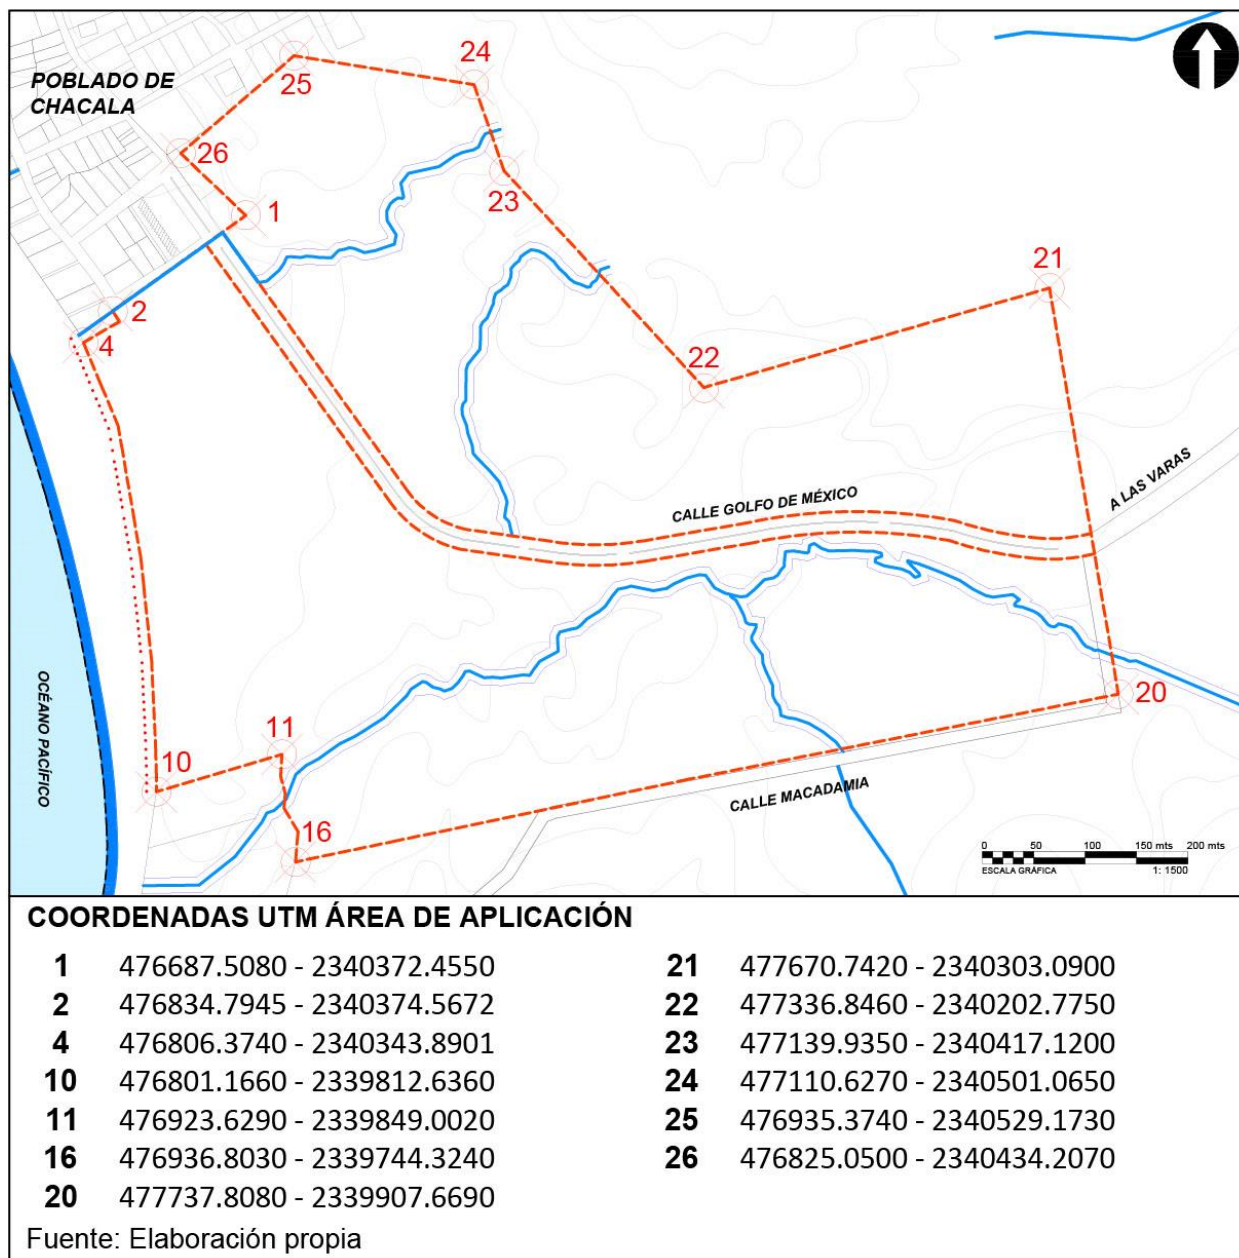 POBLADO DE
CHACALA
24
25
26
23
1
21
2
22
4
A LAS VARAS
CALLE GOLFO DE MÉXICO
OCÉANO PACÍFICO
20
11
10
CALLE MACADAMIA
16
0 50 100 150 mts 200 mts
ESCALA GRÁFICA 1: 1500
COORDENADAS UTM ÁREA DE APLICACIÓN
1 476687.5080 - 2340372.4550
2 476834.7945 - 2340374.5672
4 476806.3740 - 2340343.8901
10 476801.1660 - 2339812.6360
11 476923.6290 - 2339849.0020
16 476936.8030 - 2339744.3240
20 477737.8080 - 2339907.6690
21 477670.7420 - 2340303.0900
22 477336.8460 - 2340202.7750
23 477139.9350 - 2340417.1200
24 477110.6270 - 2340501.0650
25 476935.3740 - 2340529.1730
26 476825.0500 - 2340434.2070
Fuente: Elaboración propia